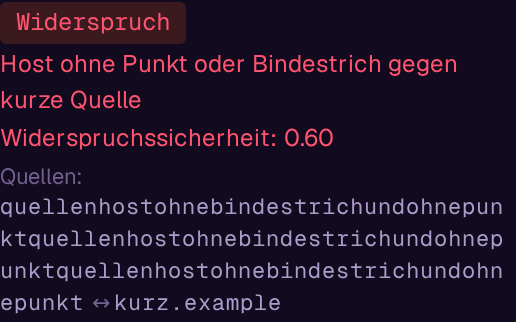 Widerspruch
Host ohne Punkt oder Bindestrich gegen
kurze Quelle
Widerspruchssicherheit: 0.60
Quellen:
quellenhostohnebindestrichundohnepun
ktquellenhostohnebindestrichundohnep
unktquellenhostohnebindestrichundohn
epunkt ↔ kurz.example